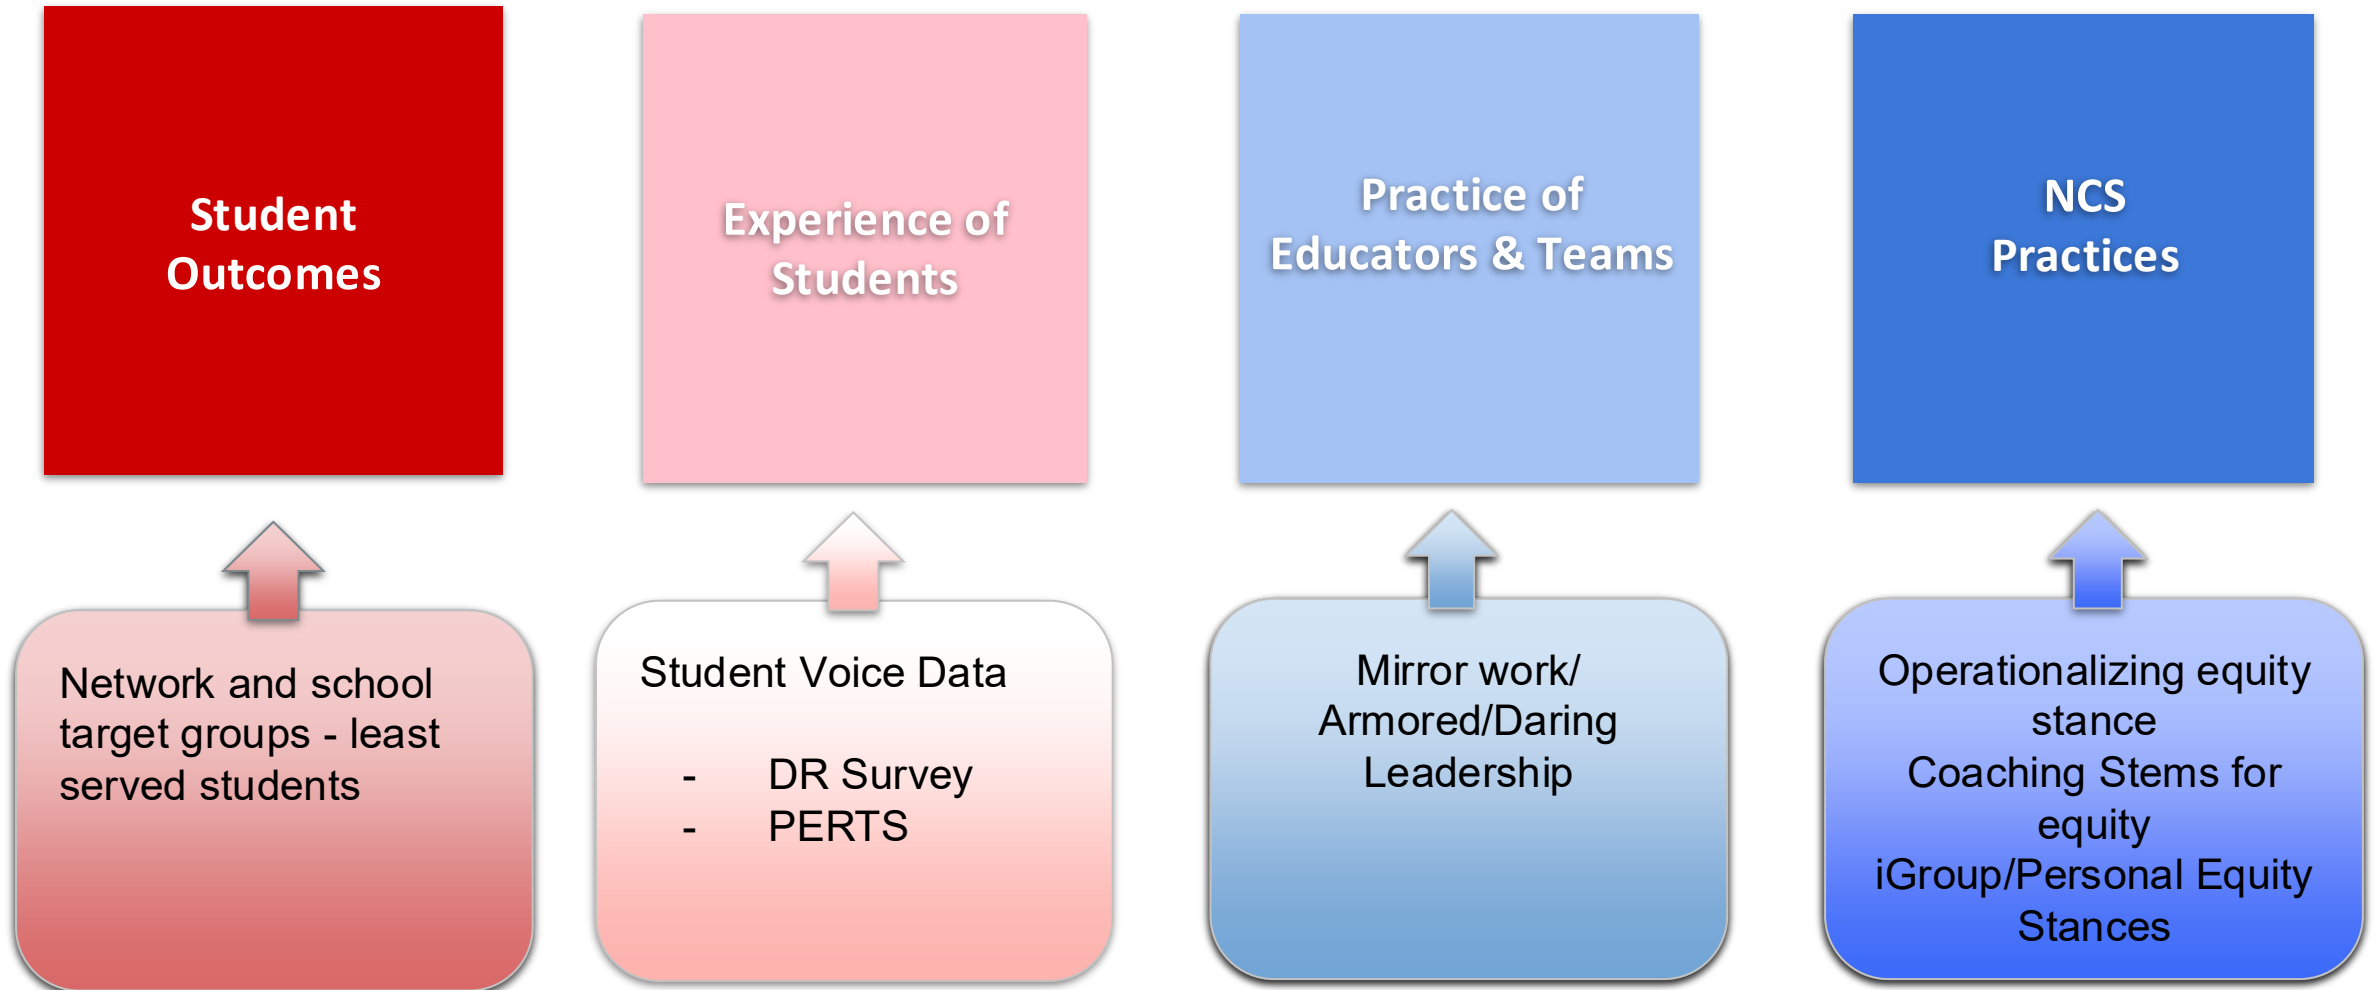 Student
Outcomes
Experience of
Students
Practice of
Educators & Teams
NCS
Practices
Network and school
target groups - least
served students
Student Voice Data
- DR Survey
- PERTS
Mirror work/
Armored/Daring
Leadership
Operationalizing equity
stance
Coaching Stems for
equity
iGroup/Personal Equity
Stances